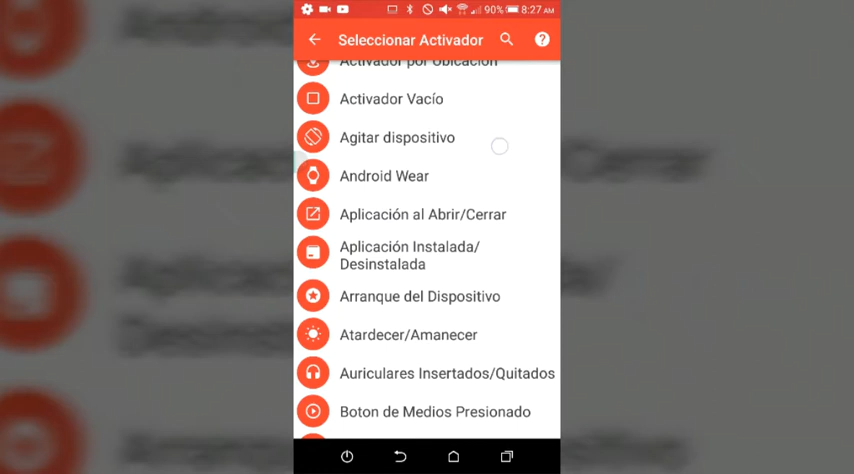 90% 8:27 AM
Seleccionar Activador
Activador por Ubicación
Activador Vacío
Agitar dispositivo
Android Wear
Aplicación al Abrir/Cerrar
Aplicación Instalada/
Desinstalada
Arranque del Dispositivo
Atardecer/Amanecer
Auriculares Insertados/Quitados
Boton de Medios Presionado